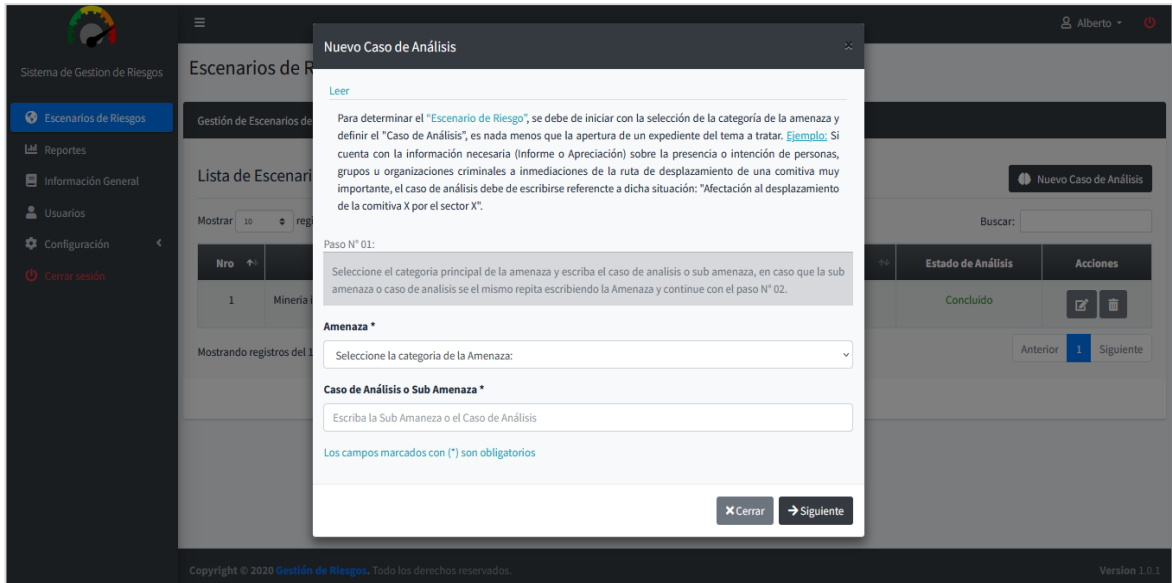 Alberto
Sistema de Gestion de Riesgos
Escenarios de Riesgos
Reportes
Información General
Usuarios
Configuración
Cerrar sesión
Escenarios de R
Gestión de Escenarios de
Lista de Escenari
Nuevo Caso de Análisis
Mostrar 10 regi
Buscar:
Nro
Estado de Análisis
Acciones
1 Mineria i
Concluido
Mostrando registros del 1
Anterior 1 Siguiente
Nuevo Caso de Análisis
×
Leer
Para determinar el "Escenario de Riesgo", se debe de iniciar con la selección de la categoría de la amenaza y
definir el "Caso de Análisis", es nada menos que la apertura de un expediente del tema a tratar. Ejemplo: Si
cuenta con la información necesaria (Informe o Apreciación) sobre la presencia o intención de personas,
grupos u organizaciones criminales a inmediaciones de la ruta de desplazamiento de una comitiva muy
importante, el caso de análisis debe de escribirse referente a dicha situación: "Afectación al desplazamiento
de la comitiva X por el sector X".
Paso N° 01:
Seleccione el categoria principal de la amenaza y escriba el caso de analisis o sub amenaza, en caso que la sub
amenaza o caso de analisis se el mismo repita escribiendo la Amenaza y continue con el paso N° 02.
Amenaza *
Seleccione la categoria de la Amenaza:
Caso de Análisis o Sub Amenaza *
Escriba la Sub Amaneza o el Caso de Análisis
Los campos marcados con (*) son obligatorios
Cerrar
Siguiente
Copyright © 2020 Gestión de Riesgos. Todo los derechos reservados.
Version 1.0.1